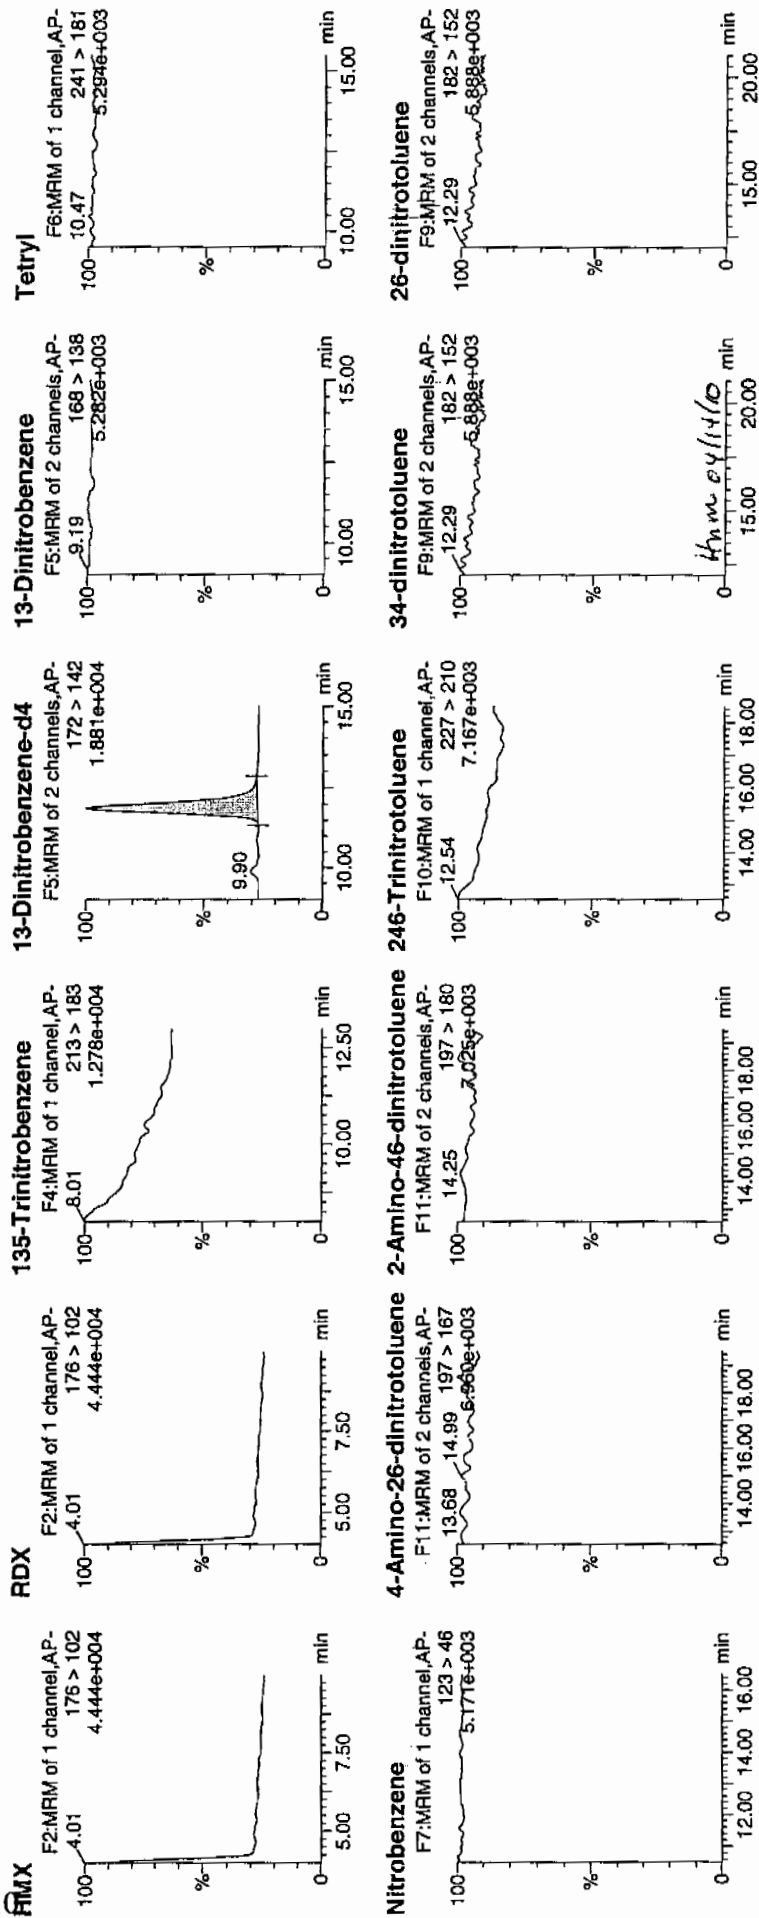 HMX
F2:MRM of 1 channel,AP-
176 > 102
4.444e+004
4.01
100
%
0
5.00 7.50 min
RDX
F2:MRM of 1 channel,AP-
176 > 102
4.444e+004
4.01
100
%
0
5.00 7.50 min
135-Trinitrobenzene
F4:MRM of 1 channel,AP-
213 > 183
1.278e+004
8.01
100
%
0
10.00 12.50 min
13-Dinitrobenzene-d4
F5:MRM of 2 channels,AP-
172 > 142
1.881e+004
9.90
100
%
0
10.00 15.00 min
13-Dinitrobenzene
F5:MRM of 2 channels,AP-
168 > 138
5.282e+003
9.19
100
%
0
10.00 15.00 min
Tetryl
F6:MRM of 1 channel,AP-
241 > 181
5.294e+003
10.47
100
%
0
10.00 15.00 min
Nitrobenzene
F7:MRM of 1 channel,AP-
123 > 46
5.171e+003
100
%
0
12.00 14.00 16.00 min
4-Amino-26-dinitrotoluene
F11:MRM of 2 channels,AP-
13.68 14.99 197 > 167
6.960e+003
100
%
0
14.00 16.00 18.00 min
2-Amino-46-dinitrotoluene
F11:MRM of 2 channels,AP-
14.25 197 > 180
7.025e+003
100
%
0
14.00 16.00 18.00 min
246-Trinitrotoluene
F10:MRM of 1 channel,AP-
12.54 227 > 210
7.167e+003
100
%
0
14.00 16.00 18.00 min
34-dinitrotoluene
F9:MRM of 2 channels,AP-
12.29 182 > 152
5.888e+003
100
%
0
15.00 20.00 min
04/14/10
26-dinitrotoluene
F9:MRM of 2 channels,AP-
12.29 182 > 152
5.888e+003
100
%
0
15.00 20.00 min